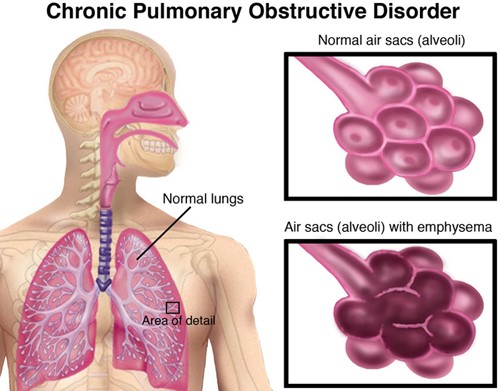 Chronic Pulmonary Obstructive Disorder
Normal air sacs (alveoli)
Normal lungs
Air sacs (alveoli) with emphysema
Area of detail